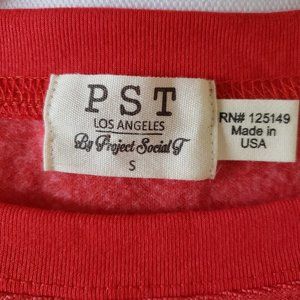 PST
LOS ANGELES
By Project Social T
S
RN# 125149
Made in
USA